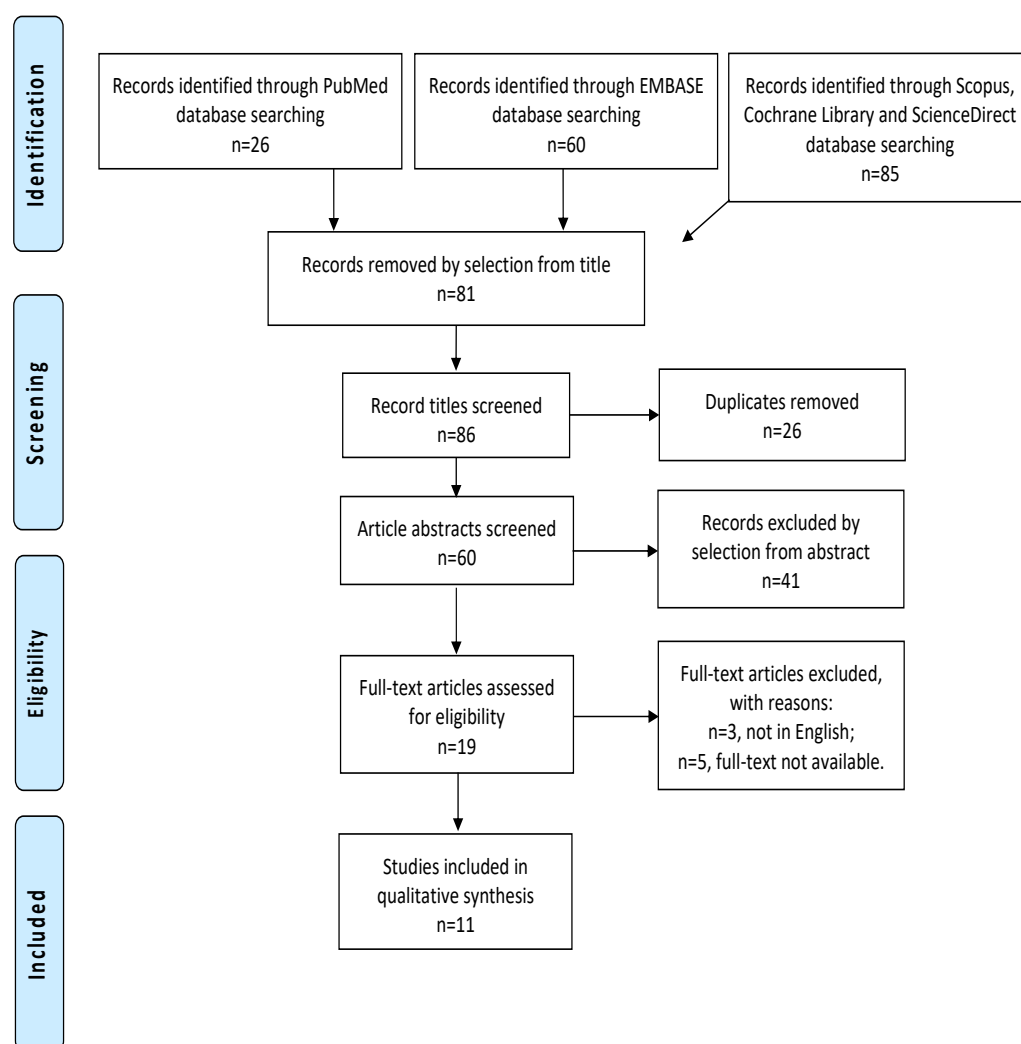 Identification
Records identified through PubMed
database searching
n=26
Records identified through EMBASE
database searching
n=60
Records identified through Scopus,
Cochrane Library and ScienceDirect
database searching
n=85
Records removed by selection from title
n=81
Screening
Record titles screened
n=86
Duplicates removed
n=26
Article abstracts screened
n=60
Records excluded by
selection from abstract
n=41
Eligibility
Full-text articles assessed
for eligibility
n=19
Full-text articles excluded,
with reasons:
n=3, not in English;
n=5, full-text not available.
Included
Studies included in
qualitative synthesis
n=11